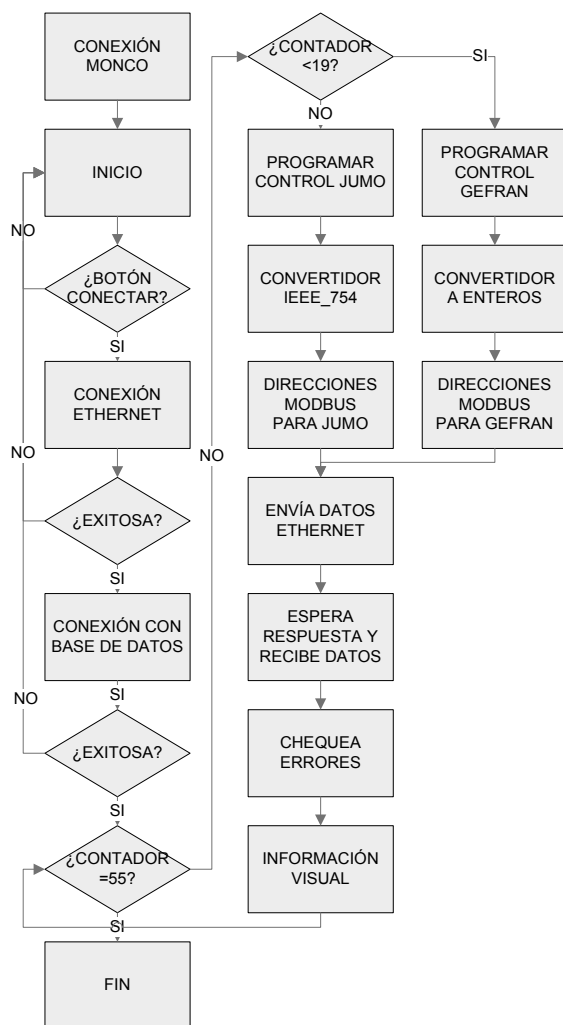 CONEXIÓN
MONCO
INICIO
NO
¿BOTÓN
CONECTAR?
SI
CONEXIÓN
ETHERNET
NO
¿EXITOSA?
SI
CONEXIÓN CON
BASE DE DATOS
SI
NO
¿EXITOSA?
SI
¿CONTADOR
=55?
SI
FIN
NO
¿CONTADOR
<19?
SI
NO
PROGRAMAR
CONTROL JUMO
CONVERTIDOR
IEEE_754
DIRECCIONES
MODBUS
PARA JUMO
PROGRAMAR
CONTROL
GEFRAN
CONVERTIDOR
A ENTEROS
DIRECCIONES
MODBUS
PARA GEFRAN
ENVÍA DATOS
ETHERNET
ESPERA
RESPUESTA Y
RECIBE DATOS
CHEQUEA
ERRORES
INFORMACIÓN
VISUAL